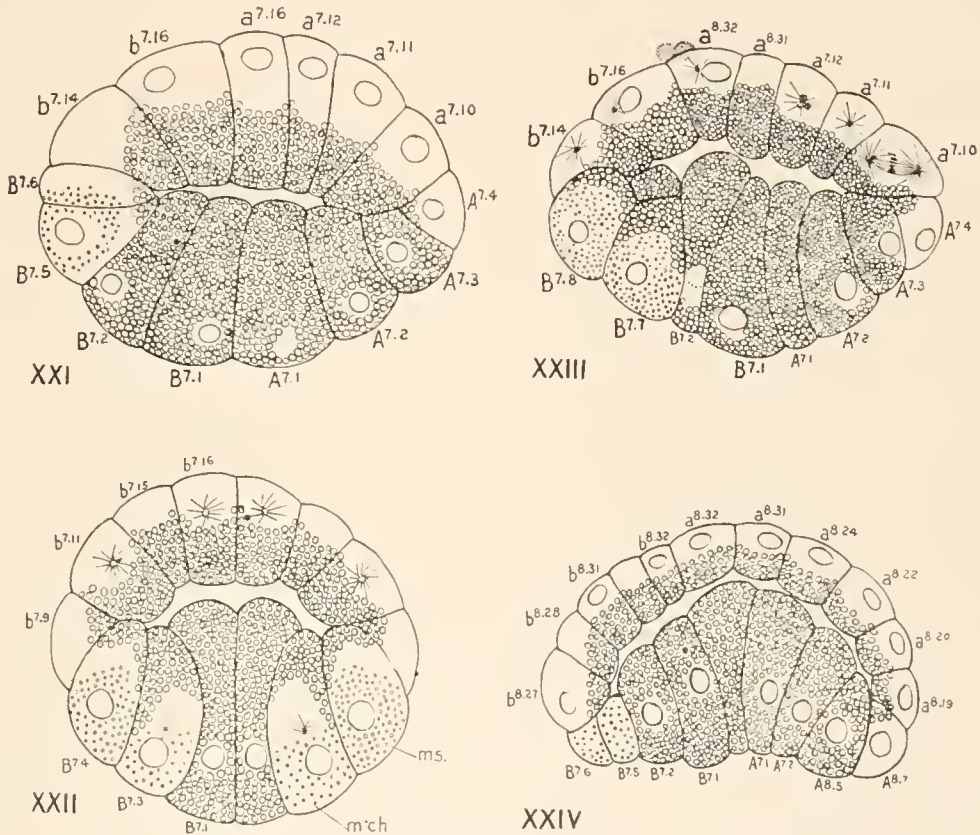 b7.14
b7.16
a7.16
a7.12
a7.11
a7.10
A7.4
A7.3
A7.2
A7.1
B7.1
B7.2
B7.5
B7.6
XXI
b7.14
b7.16
a8.32
a8.31
a7.12
a7.11
a7.10
A7.4
A7.3
A7.2
A7.1
B7.1
B7.2
B7.7
B7.8
XXIII
b7.9
b7.11
b7.15
b7.16
ms.
m'ch
B7.1
B7.3
B7.4
XXII
b8.27
b8.28
b8.31
b8.32
a8.32
a8.31
a8.24
a8.22
a8.20
a8.19
A8.7
A8.5
A7.2
A7.1
B7.1
B7.2
B7.5
B7.6
XXIV